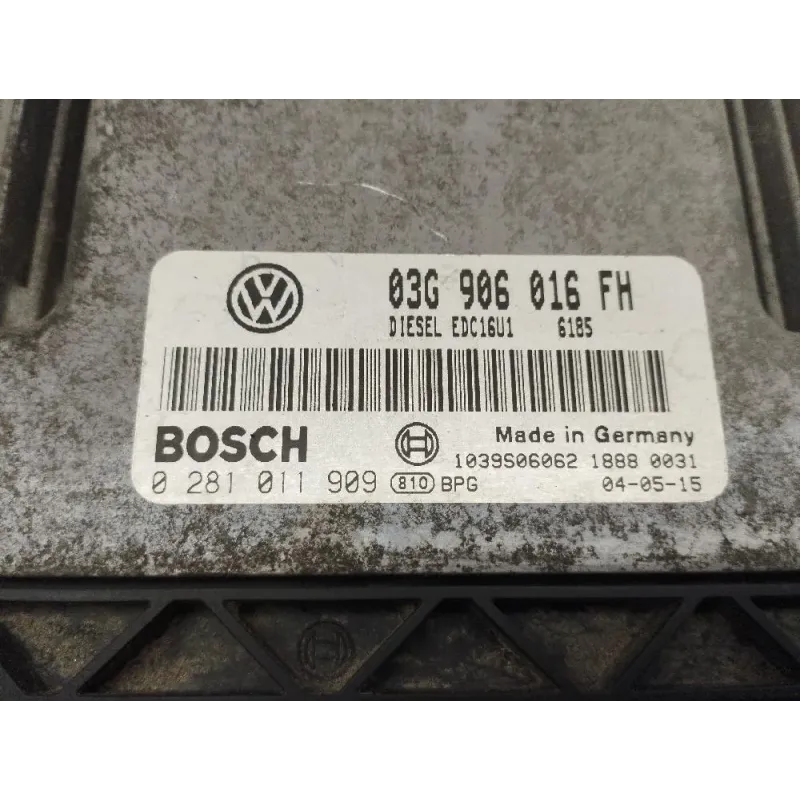 03G 906 016 FH
DIESEL EDC16U1 6185
BOSCH
Made in Germany
1039S06062 1888 0031
0 281 011 909 810 BPG 04-05-15